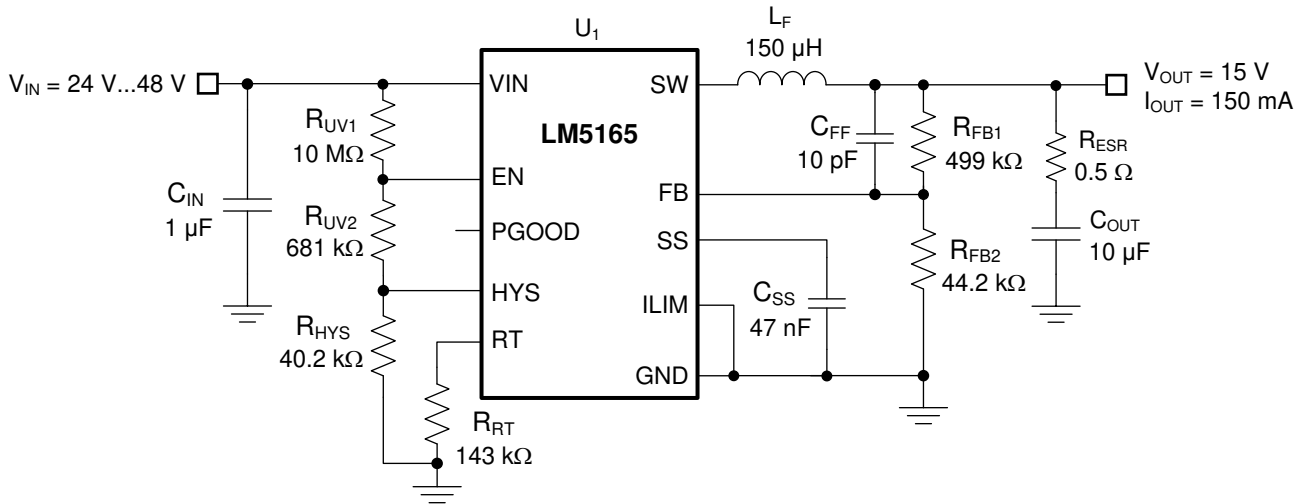 U1
LF
150 µH
VIN = 24 V...48 V
VIN
SW
VOUT = 15 V
IOUT = 150 mA
RUV1
10 MΩ
LM5165
CFF
10 pF
RFB1
499 kΩ
RESR
0.5 Ω
EN
FB
CIN
1 µF
RUV2
681 kΩ
PGOOD
SS
RFB2
44.2 kΩ
COUT
10 µF
HYS
ILIM
CSS
47 nF
RHYS
40.2 kΩ
RT
GND
RRT
143 kΩ